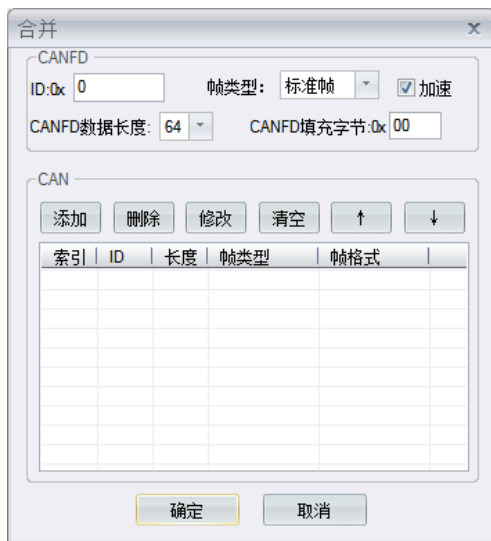 合并
CANFD
ID:0x 0 帧类型： 标准帧 加速
CANFD数据长度: 64 CANFD填充字节:0x 00
CAN
添加 删除 修改 清空 ↑ ↓
索引 ID 长度 帧类型 帧格式
确定 取消